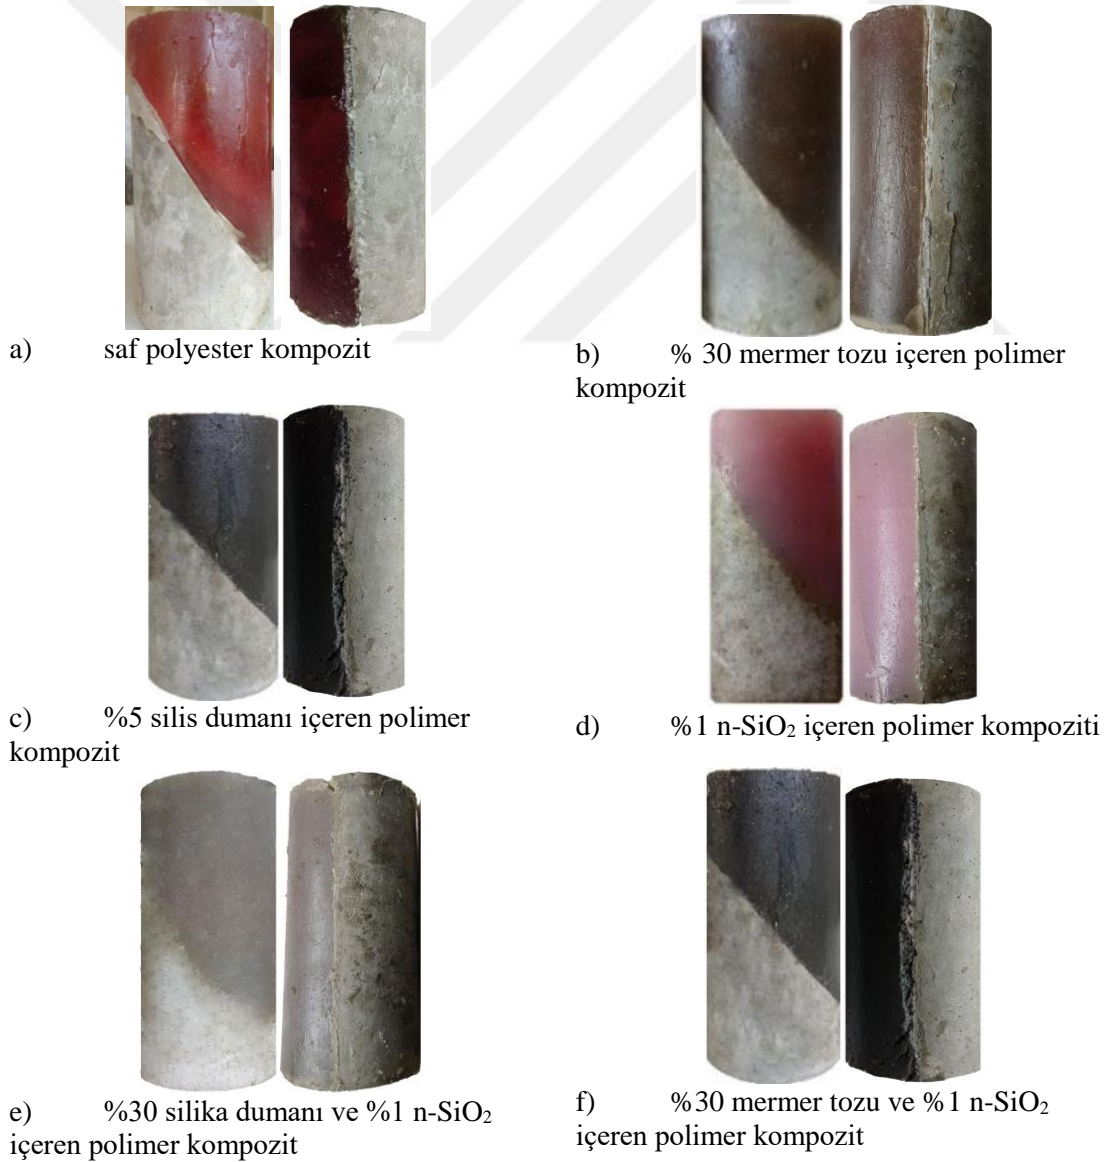 a) saf polyester kompozit
b) % 30 mermer tozu içeren polimer
kompozit
c) %5 silis dumanı içeren polimer
kompozit
d) %1 n-SiO₂ içeren polimer kompoziti
e) %30 silika dumanı ve %1 n-SiO₂
içeren polimer kompozit
f) %30 mermer tozu ve %1 n-SiO₂
içeren polimer kompozit